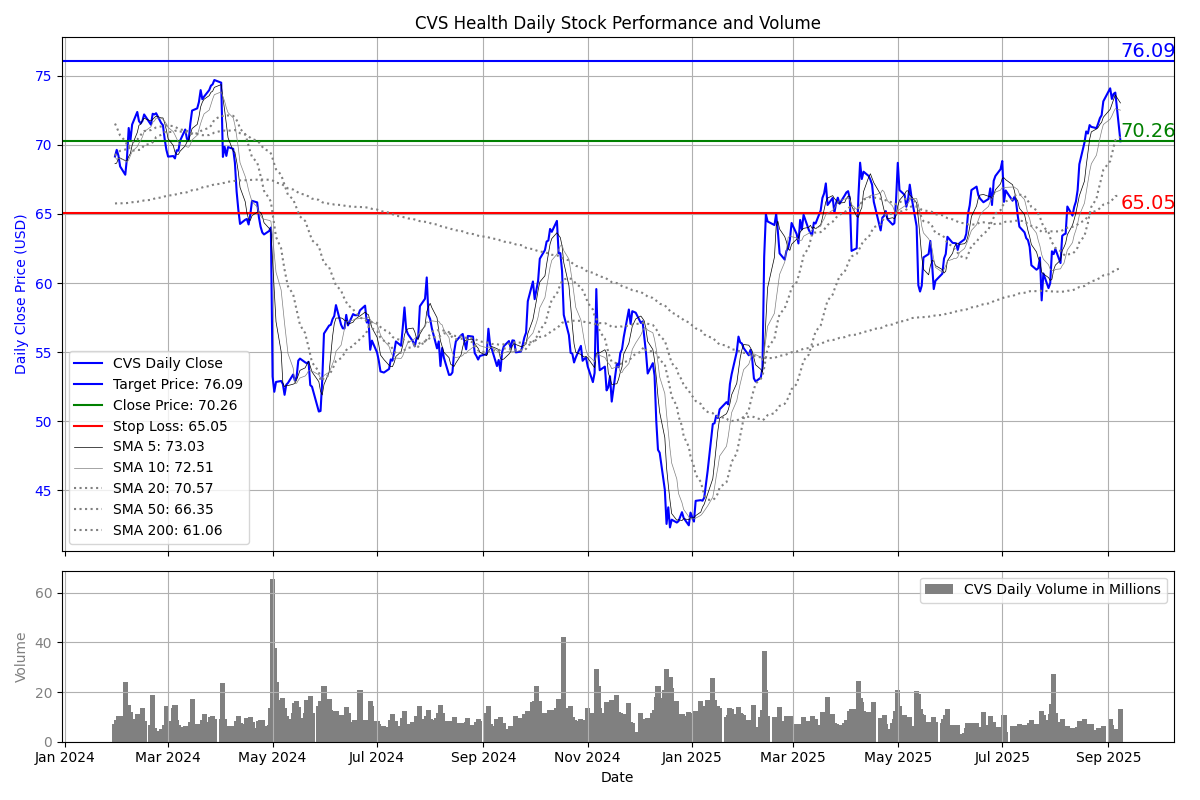 CVS Health Daily Stock Performance and Volume
76.09
75
70.26
70
65.05
65
60
55
50
45
Daily Close Price (USD)
CVS Daily Close
Target Price: 76.09
Close Price: 70.26
Stop Loss: 65.05
SMA 5: 73.03
SMA 10: 72.51
SMA 20: 70.57
SMA 50: 66.35
SMA 200: 61.06
CVS Daily Volume in Millions
60
40
20
0
Volume
Jan 2024 Mar 2024 May 2024 Jul 2024 Sep 2024 Nov 2024 Jan 2025 Mar 2025 May 2025 Jul 2025 Sep 2025
Date